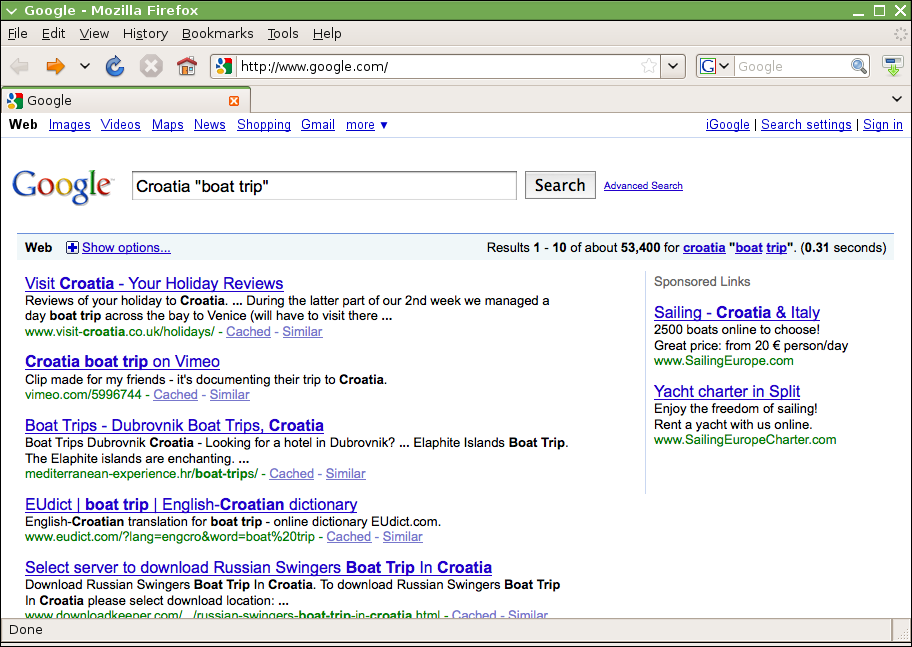 Google - Mozilla Firefox
File Edit View History Bookmarks Tools Help
http://www.google.com/ G Google
Google
Web Images Videos Maps News Shopping Gmail more ▼ iGoogle | Search settings | Sign in
Google™ Croatia "boat trip" Search Advanced Search
Web Show options... Results 1 - 10 of about 53,400 for croatia "boat trip". (0.31 seconds)
Visit Croatia - Your Holiday Reviews
Reviews of your holiday to Croatia. ... During the latter part of our 2nd week we managed a
day boat trip across the bay to Venice (will have to visit there ...
www.visit-croatia.co.uk/holidays/ - Cached - Similar
Croatia boat trip on Vimeo
Clip made for my friends - it's documenting their trip to Croatia.
vimeo.com/5996744 - Cached - Similar
Boat Trips - Dubrovnik Boat Trips, Croatia
Boat Trips Dubrovnik Croatia - Looking for a hotel in Dubrovnik? ... Elaphite Islands Boat Trip.
The Elaphite islands are enchanting. ...
mediterranean-experience.hr/boat-trips/ - Cached - Similar
EUdict | boat trip | English-Croatian dictionary
English-Croatian translation for boat trip - online dictionary EUdict.com.
www.eudict.com/?lang=engcro&word=boat%20trip - Cached - Similar
Select server to download Russian Swingers Boat Trip In Croatia
Download Russian Swingers Boat Trip In Croatia. To download Russian Swingers Boat Trip
In Croatia please select download location: ...
www.downloadkeeper.com/.../russian-swingers-boat-trip-in-croatia.html - Cached - Similar
Sponsored Links
Sailing - Croatia & Italy
2500 boats online to choose!
Great price: from 20 € person/day
www.SailingEurope.com
Yacht charter in Split
Enjoy the freedom of sailing!
Rent a yacht with us online.
www.SailingEuropeCharter.com
Done